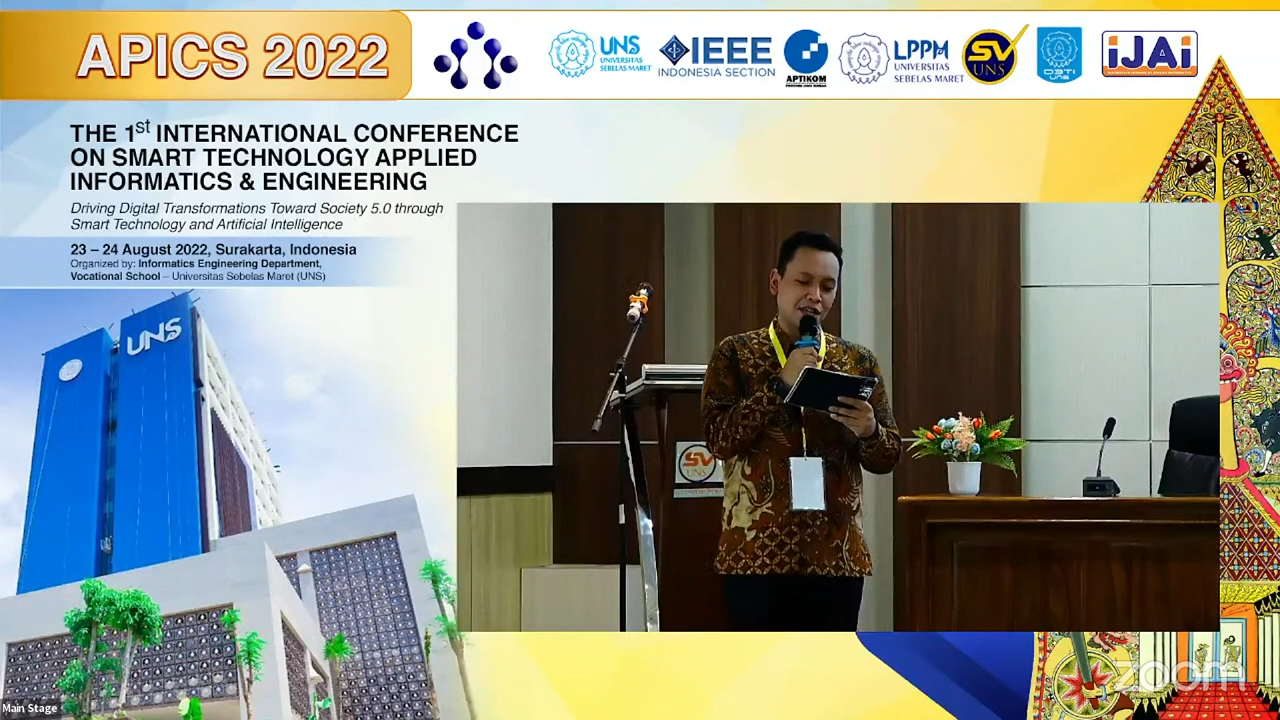 APICS 2022
UNS
UNIVERSITAS
SEBELAS MARET
IEEE
INDONESIA SECTION
APTIKOM
LPPM
UNIVERSITAS
SEBELAS MARET
SV
UNS
D3TI
UNS
iJAi
THE 1st INTERNATIONAL CONFERENCE
ON SMART TECHNOLOGY APPLIED
INFORMATICS & ENGINEERING
Driving Digital Transformations Toward Society 5.0 through
Smart Technology and Artificial Intelligence
23 – 24 August 2022, Surakarta, Indonesia
Organized by: Informatics Engineering Department,
Vocational School – Universitas Sebelas Maret (UNS)
UNS
SV
UNS
zoom
Main Stage